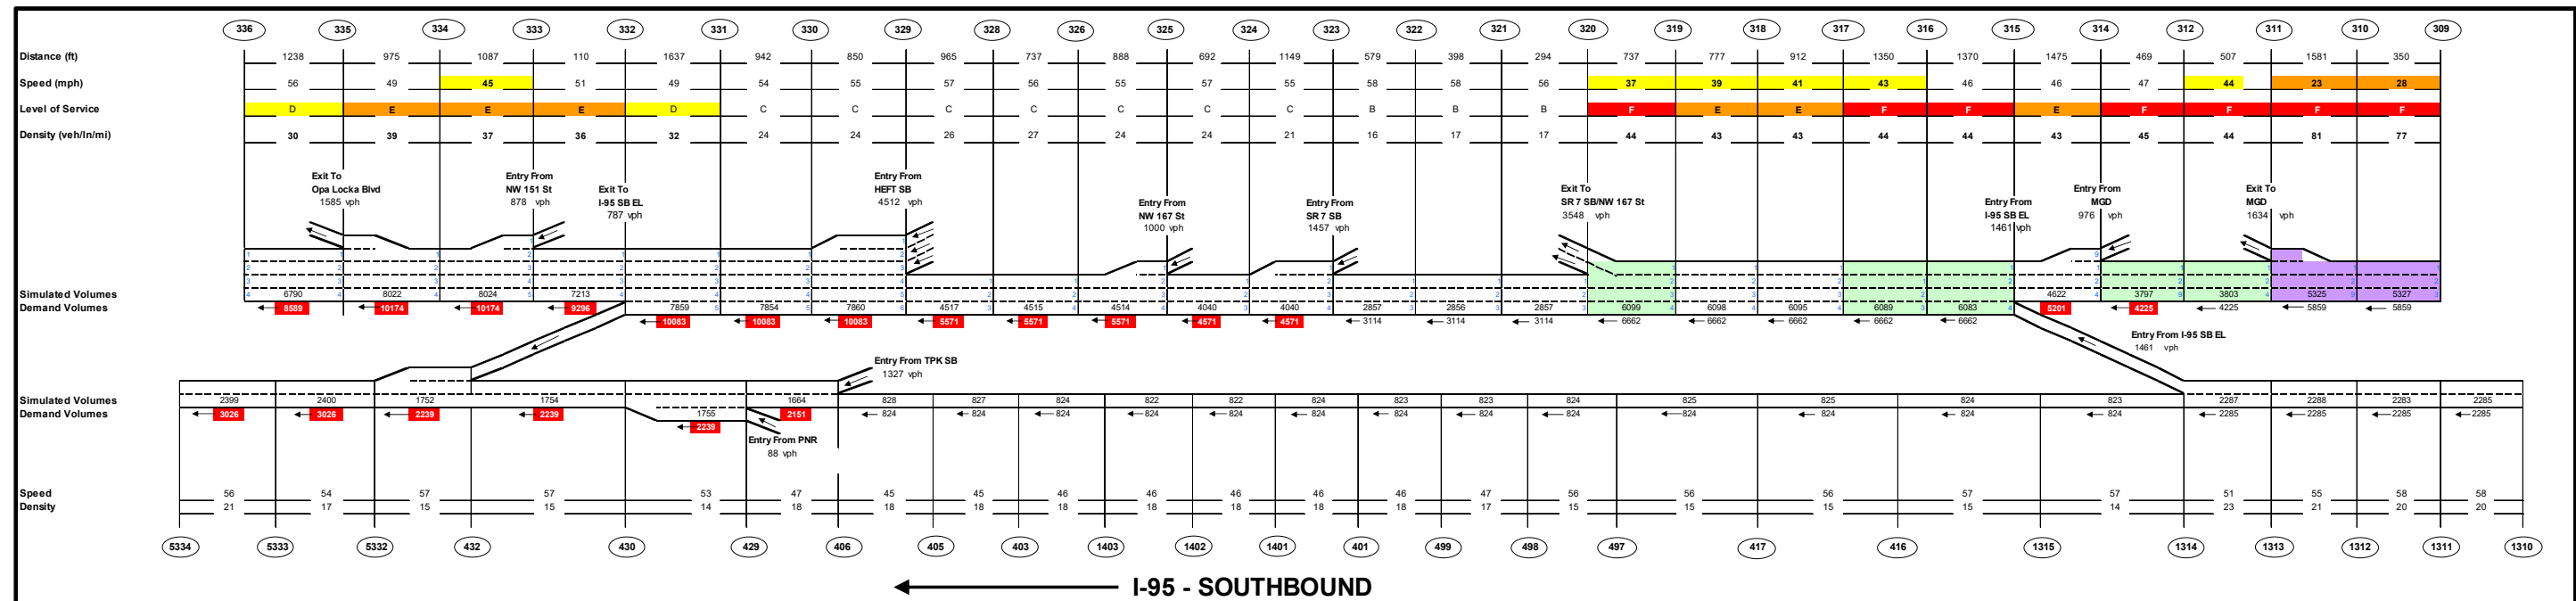 336 335 334 333 332 331 330 329 328 326 325 324 323 322 321 320 319 318 317 316 315 314 312 311 310 309
Distance (ft) 1238 975 1087 110 1637 942 850 965 737 888 692 1149 579 398 294 737 777 912 1350 1370 1475 469 507 1581 350
Speed (mph) 56 49 45 51 49 54 55 57 56 55 57 55 58 58 56 37 39 41 43 46 46 47 44 23 28
Level of Service D E E E D C C C C C C C B B B F E E F F E F F F F
Density (veh/ln/mi) 30 39 37 36 32 24 24 26 27 24 24 21 16 17 17 44 43 43 44 44 43 45 44 81 77
Exit To
Opa Locka Blvd
1585 vph
Entry From
NW 151 St
878 vph
Exit To
I-95 SB EL
787 vph
Entry From
HEFT SB
4512 vph
Entry From
NW 167 St
1000 vph
Entry From
SR 7 SB
1457 vph
Exit To
SR 7 SB/NW 167 St
3548 vph
Entry From
I-95 SB EL
1461 vph
Entry From
MGD
976 vph
Exit To
MGD
1634 vph
Simulated Volumes 6790 8022 8024 7213 7859 7854 7860 4517 4515 4514 4040 4040 2857 2856 2857 6099 6098 6095 6089 6083 4622 3797 3803 5325 5327
Demand Volumes 8589 10174 10174 9296 10083 10083 10083 5571 5571 5571 4571 4571 3114 3114 3114 6662 6662 6662 6662 6662 5201 4225 4225 5859 5859
Entry From I-95 SB EL
1461 vph
Entry From TPK SB
1327 vph
Simulated Volumes 2399 2400 1752 1754 1755 1664 828 827 824 822 822 824 823 823 824 825 825 824 823 2287 2288 2283 2285
Demand Volumes 3026 3026 2239 2239 2239 2151 824 824 824 824 824 824 824 824 824 824 824 824 824 2285 2285 2285 2285
Entry From PNR
88 vph
Speed 56 54 57 57 53 47 45 45 46 46 46 46 46 47 56 56 56 57 57 51 55 58 58
Density 21 17 15 15 14 18 18 18 18 18 18 18 18 17 15 15 15 15 14 23 21 20 20
5334 5333 5332 432 430 429 406 405 403 1403 1402 1401 401 499 498 497 417 416 1315 1314 1313 1312 1311 1310
I-95 - SOUTHBOUND